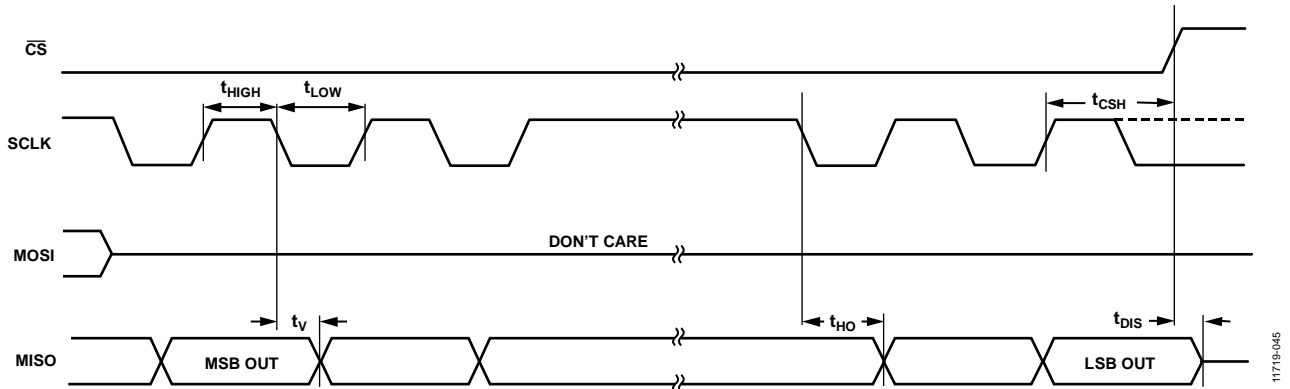 CS
tHIGH
tLOW
tCSH
SCLK
MOSI
DON'T CARE
tV
tHO
tDIS
MISO
MSB OUT
LSB OUT
11719-045